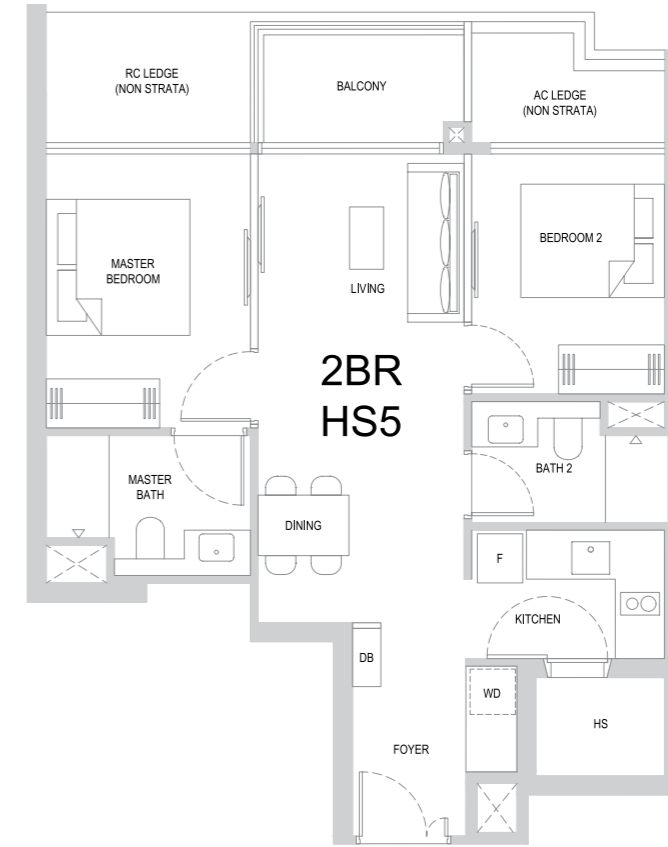 RC LEDGE
(NON STRATA)
BALCONY
AC LEDGE
(NON STRATA)
MASTER
BEDROOM
BEDROOM 2
LIVING
2BR
HS5
MASTER
BATH
BATH 2
DINING
F
KITCHEN
DB
WD
HS
FOYER